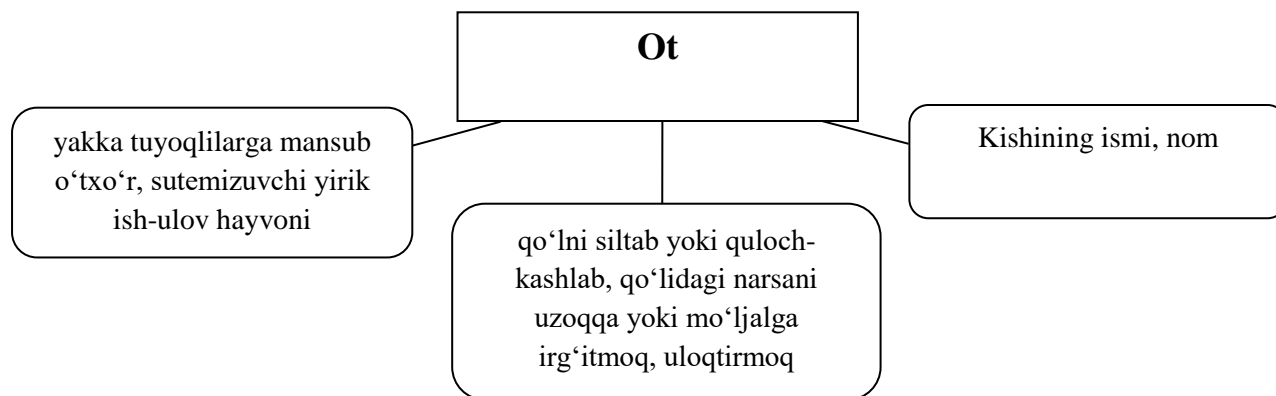 Ot
yakka tuyoqlilarga mansub
o‘txo‘r, sutemizuvchi yirik
ish-ulov hayvoni
qo‘lni siltab yoki quloch-
kashlab, qo‘lidagi narsani
uzoqqa yoki mo‘ljalga
irg‘itmoq, uloqtirmoq
Kishining ismi, nom